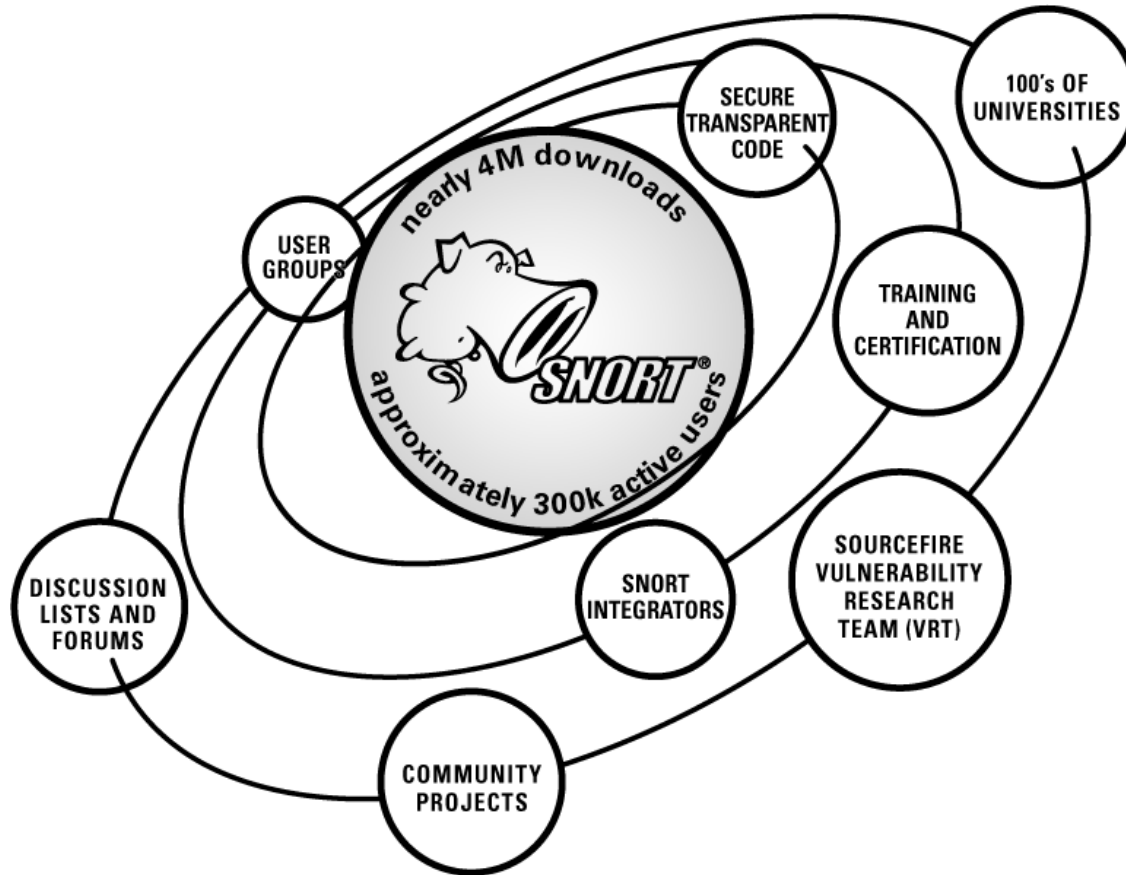 100's OF
UNIVERSITIES
SECURE
TRANSPARENT
CODE
nearly 4M downloads
USER
GROUPS
SNORT®
approximately 300k active users
TRAINING
AND
CERTIFICATION
SOURCEFIRE
VULNERABILITY
RESEARCH
TEAM (VRT)
SNORT
INTEGRATORS
DISCUSSION
LISTS AND
FORUMS
COMMUNITY
PROJECTS